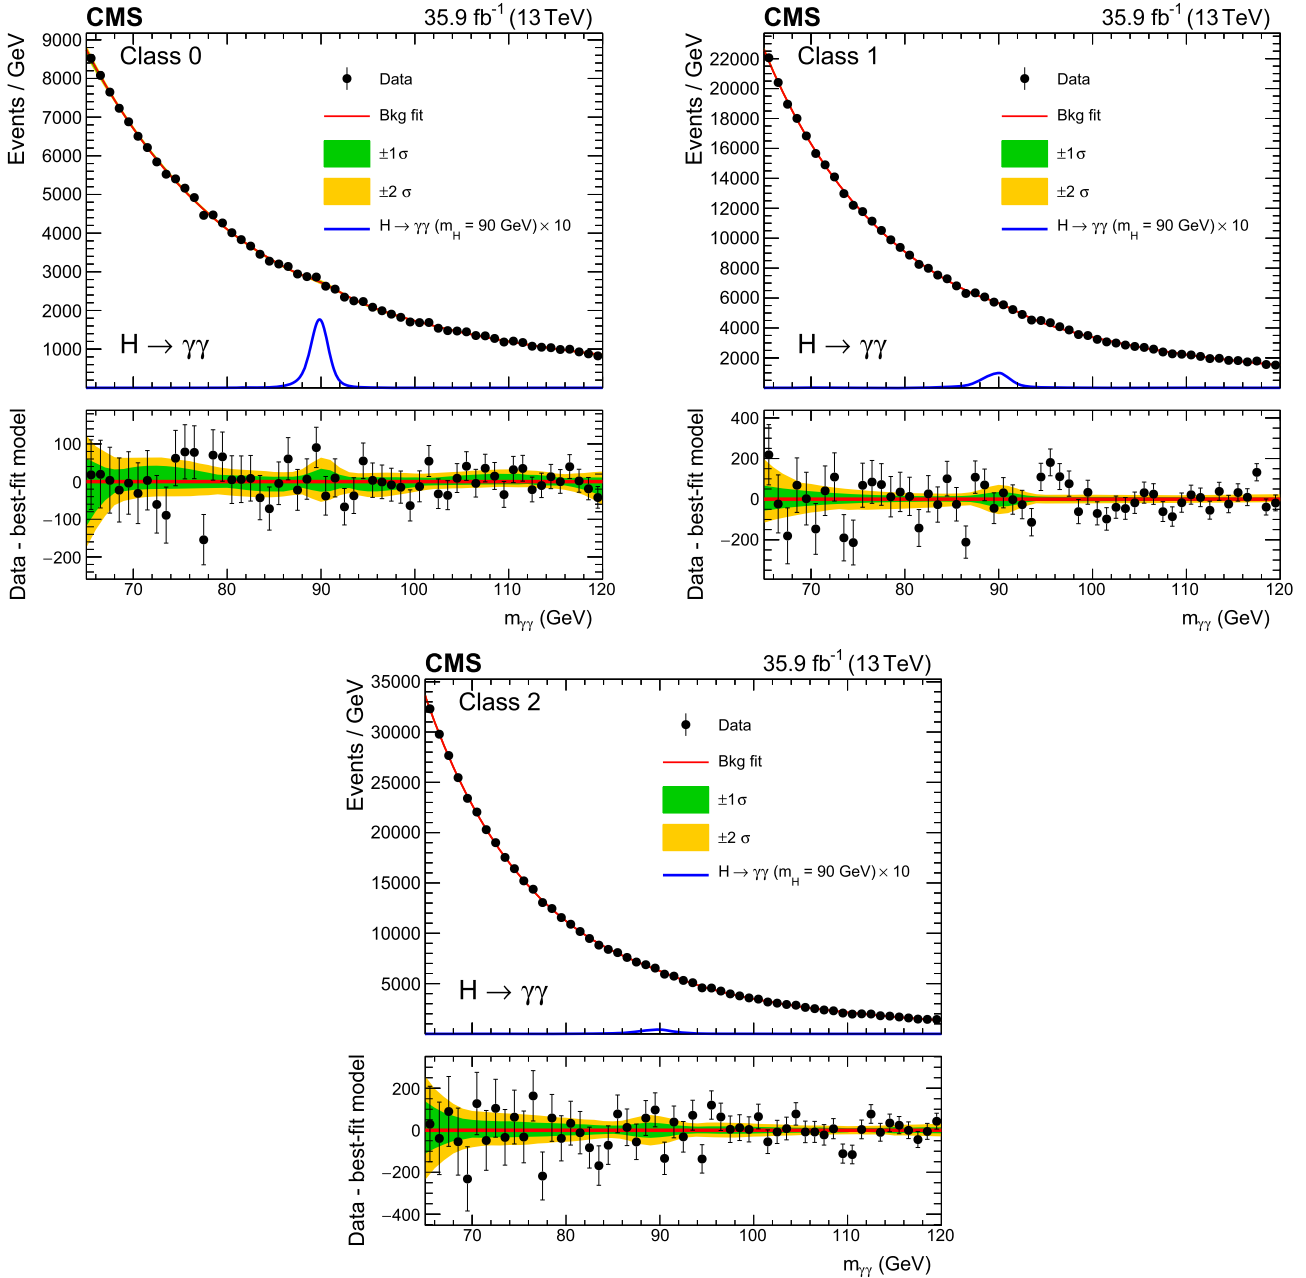 CMS 35.9 fb⁻¹ (13 TeV)
Class 0
Events / GeV
9000
8000
7000
6000
5000
4000
3000
2000
1000
Data
Bkg fit
±1σ
±2 σ
H → γγ (m_H = 90 GeV) × 10
H → γγ
Data - best-fit model
100
0
−100
−200
70 80 90 100 110 120
m_γγ (GeV)
CMS 35.9 fb⁻¹ (13 TeV)
Class 1
Events / GeV
22000
20000
18000
16000
14000
12000
10000
8000
6000
4000
2000
Data
Bkg fit
±1σ
±2 σ
H → γγ (m_H = 90 GeV) × 10
H → γγ
Data - best-fit model
400
200
0
−200
70 80 90 100 110 120
m_γγ (GeV)
CMS 35.9 fb⁻¹ (13 TeV)
Class 2
Events / GeV
35000
30000
25000
20000
15000
10000
5000
Data
Bkg fit
±1σ
±2 σ
H → γγ (m_H = 90 GeV) × 10
H → γγ
Data - best-fit model
200
0
−200
−400
70 80 90 100 110 120
m_γγ (GeV)